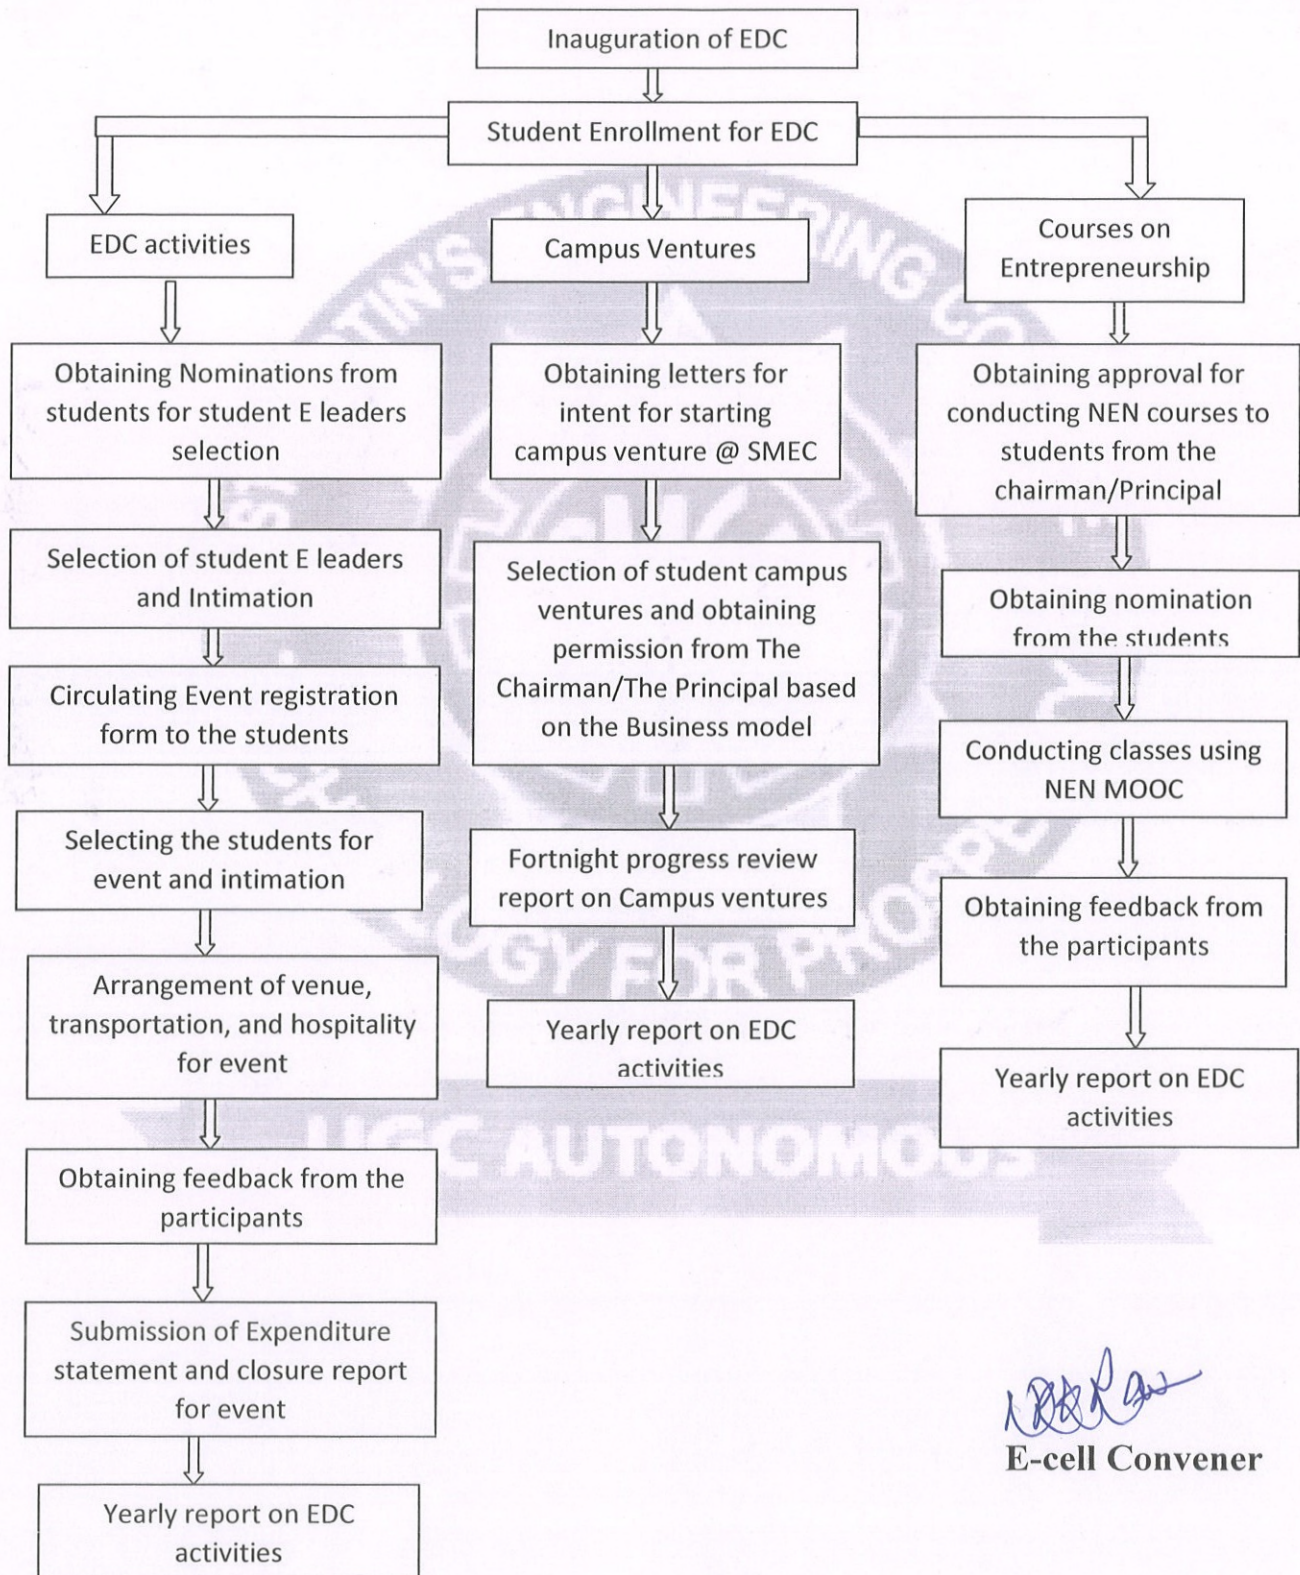 Inauguration of EDC
Student Enrollment for EDC
EDC activities
Obtaining Nominations from
students for student E leaders
selection
Selection of student E leaders
and Intimation
Circulating Event registration
form to the students
Selecting the students for
event and intimation
Arrangement of venue,
transportation, and hospitality
for event
Obtaining feedback from the
participants
Submission of Expenditure
statement and closure report
for event
Yearly report on EDC
activities
Campus Ventures
Obtaining letters for
intent for starting
campus venture @ SMEC
Selection of student campus
ventures and obtaining
permission from The
Chairman/The Principal based
on the Business model
Fortnight progress review
report on Campus ventures
Yearly report on EDC
activities
Courses on
Entrepreneurship
Obtaining approval for
conducting NEN courses to
students from the
chairman/Principal
Obtaining nomination
from the students
Conducting classes using
NEN MOOC
Obtaining feedback from
the participants
Yearly report on EDC
activities
UGC AUTONOMOUS
E-cell Convener